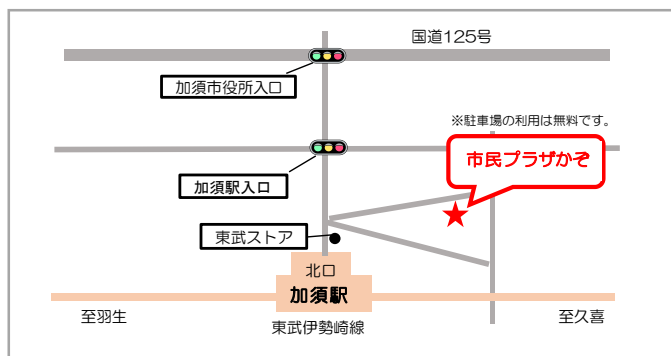 国道125号
加須市役所入口
※駐車場の利用は無料です。
市民プラザかぞ
加須駅入口
東武ストア
北口
加須駅
至羽生
至久喜
東武伊勢崎線